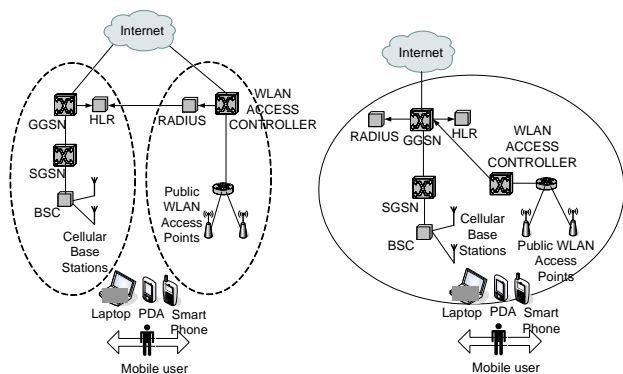 Internet
WLAN
ACCESS
CONTROLLER
GGSN
HLR
RADIUS
SGSN
BSC
Public
WLAN
Access
Points
Cellular
Base
Stations
Laptop
PDA
Smart
Phone
Mobile user
Internet
RADIUS
GGSN
HLR
WLAN
ACCESS
CONTROLLER
SGSN
BSC
Cellular
Base
Stations
Public WLAN
Access
Points
Laptop
PDA
Smart
Phone
Mobile user